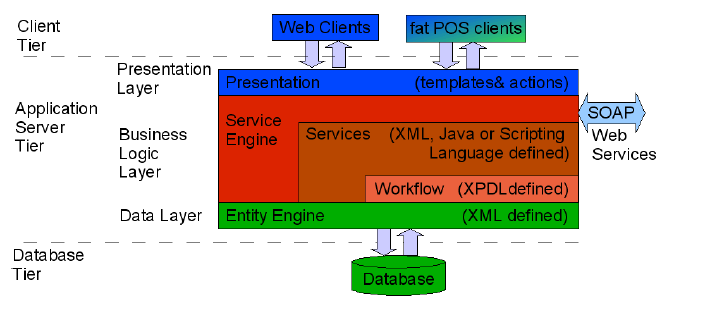 Client
Tier
Web Clients
fat POS clients
Presentation
Layer
Presentation (templates& actions)
Application
Server
Tier
Service
Engine
SOAP
Web
Services
Business
Logic
Layer
Services (XML, Java or Scripting
Language defined)
Workflow (XPDLdefined)
Data Layer
Entity Engine (XML defined)
Database
Tier
Database